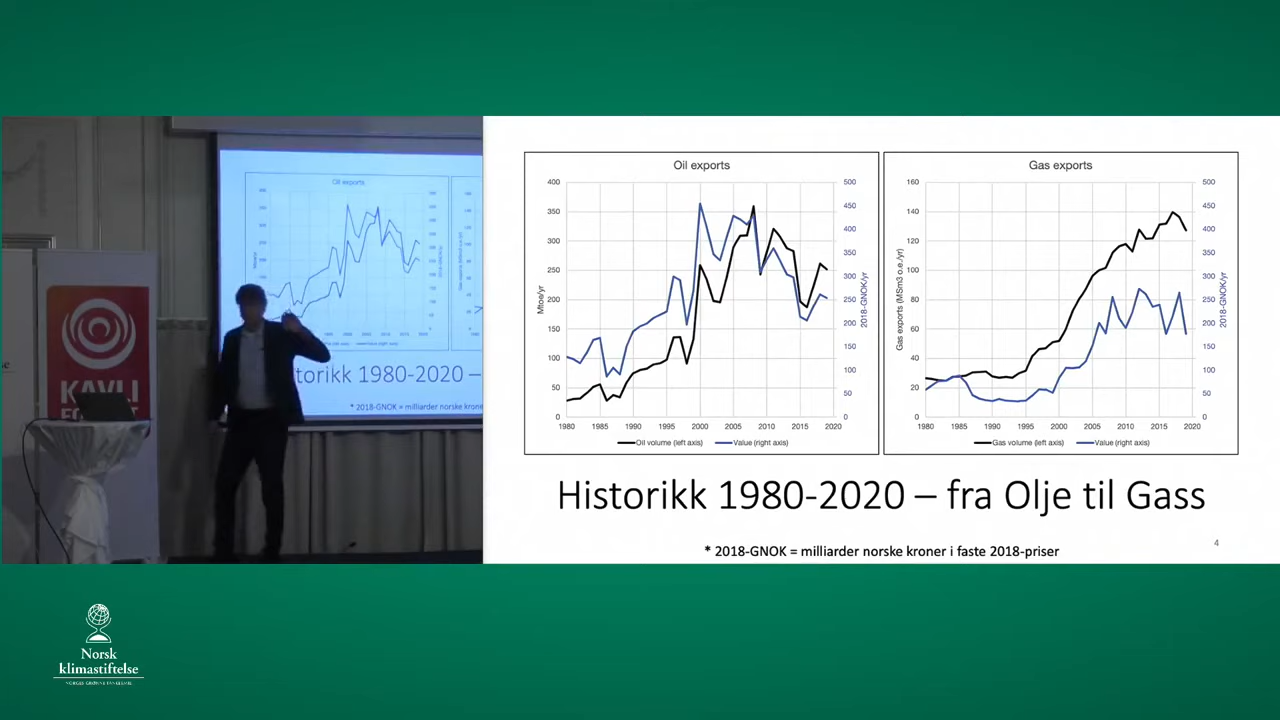 Oil exports
400
350
300
250
200
150
100
50
0
Mtoe/yr
500
450
400
350
300
250
200
150
100
50
0
2018-GNOK/yr
1980 1985 1990 1995 2000 2005 2010 2015 2020
Oil volume (left axis) Value (right axis)
Gas exports
160
140
120
100
80
60
40
20
0
Gas exports (MSm3 o.e./yr)
500
450
400
350
300
250
200
150
100
50
0
2018-GNOK/yr
1980 1985 1990 1995 2000 2005 2010 2015 2020
Gas volume (left axis) Value (right axis)
Historikk 1980-2020 – fra Olje til Gass
* 2018-GNOK = milliarder norske kroner i faste 2018-priser
4
Oil exports
torikk 1980-2020 –
* 2018-GNOK = milliarder norske kron
KAVLI
Norsk
klimastiftelse
NORGES GRØNNE TANKESMIE